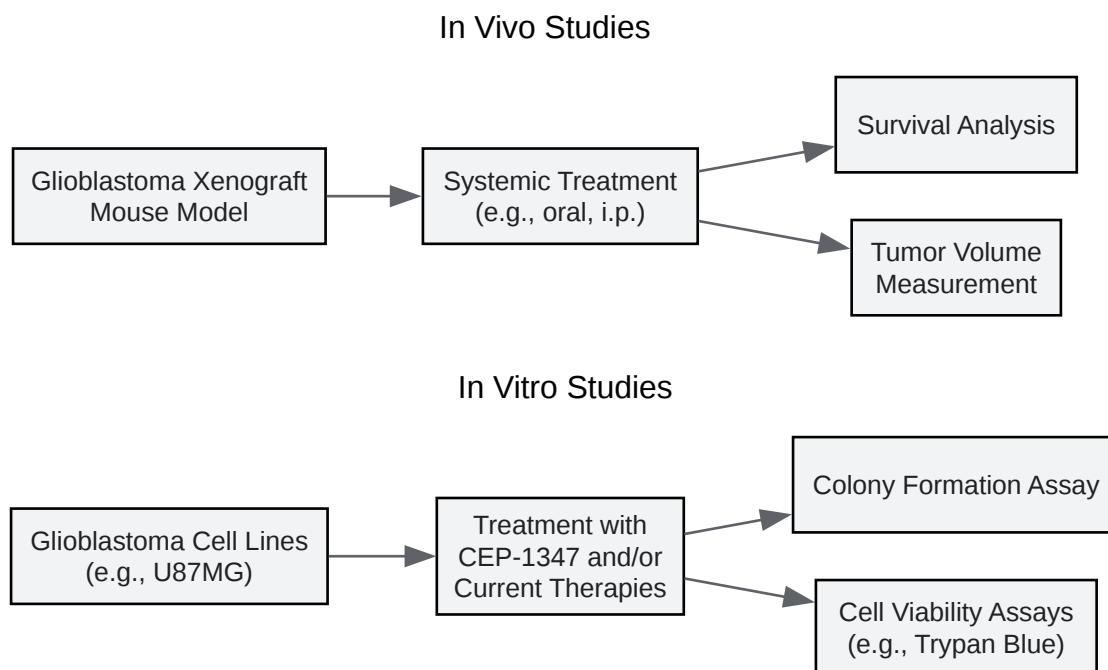 In Vivo Studies
Glioblastoma Xenograft
Mouse Model
Systemic Treatment
(e.g., oral, i.p.)
Survival Analysis
Tumor Volume
Measurement
In Vitro Studies
Glioblastoma Cell Lines
(e.g., U87MG)
Treatment with
CEP-1347 and/or
Current Therapies
Colony Formation Assay
Cell Viability Assays
(e.g., Trypan Blue)